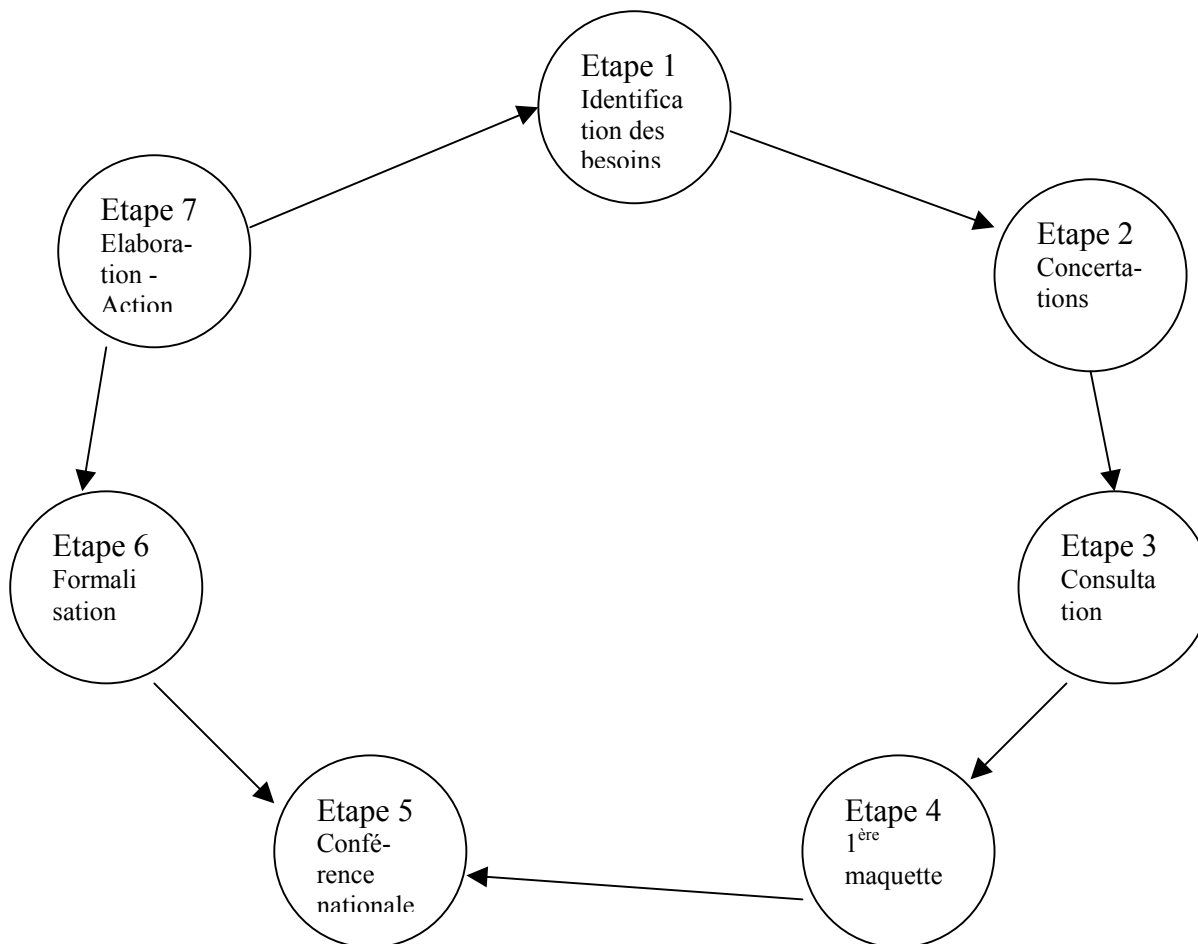 Etape 1
Identifica
tion des
besoins
Etape 2
Concerta-
tions
Etape 3
Consulta
tion
Etape 4
1ère
maquette
Etape 5
Confé-
rence
nationale
Etape 6
Formali
sation
Etape 7
Elabora-
tion -
Action